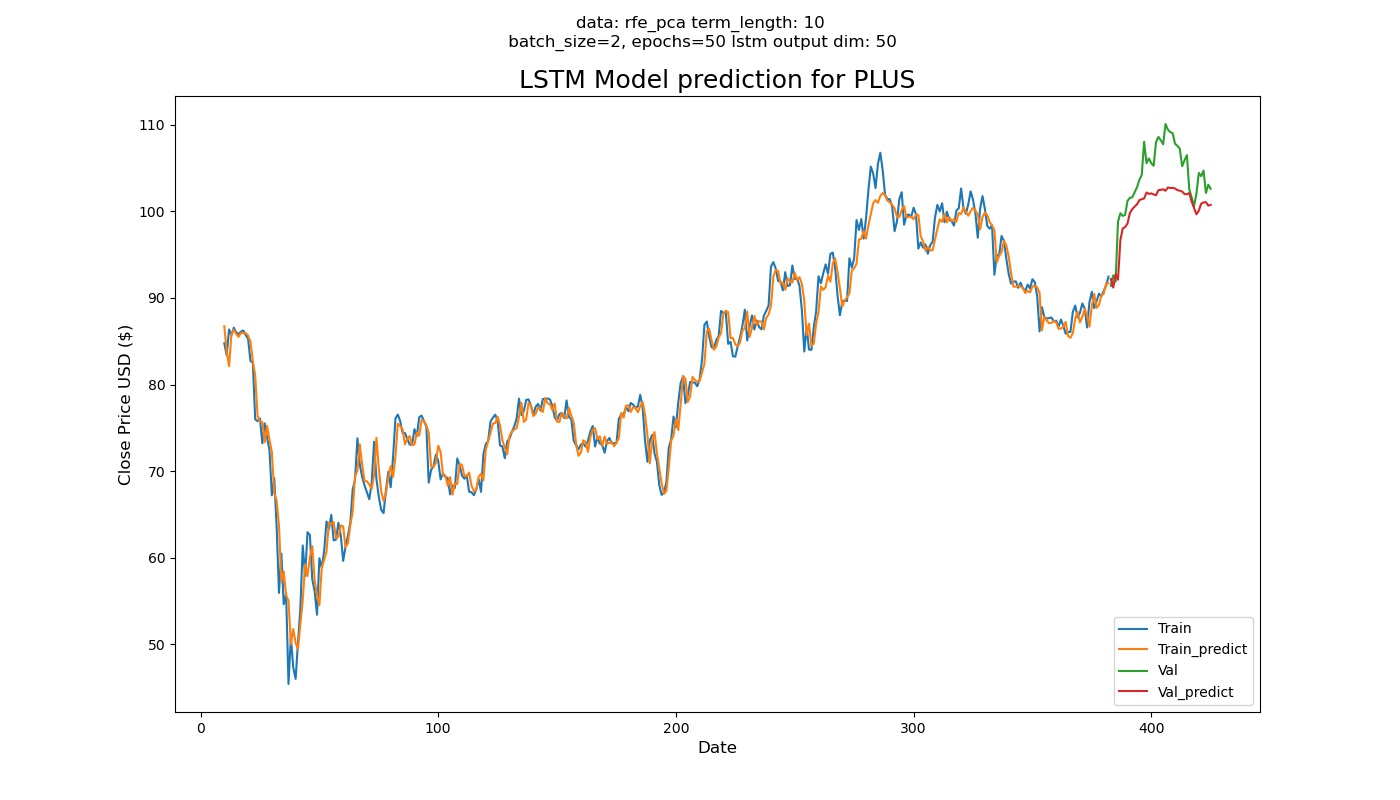 data: rfe_pca term_length: 10
batch_size=2, epochs=50 lstm output dim: 50
LSTM Model prediction for PLUS
110
100
90
80
70
60
50
Close Price USD ($)
Train
Train_predict
Val
Val_predict
0 100 200 300 400
Date